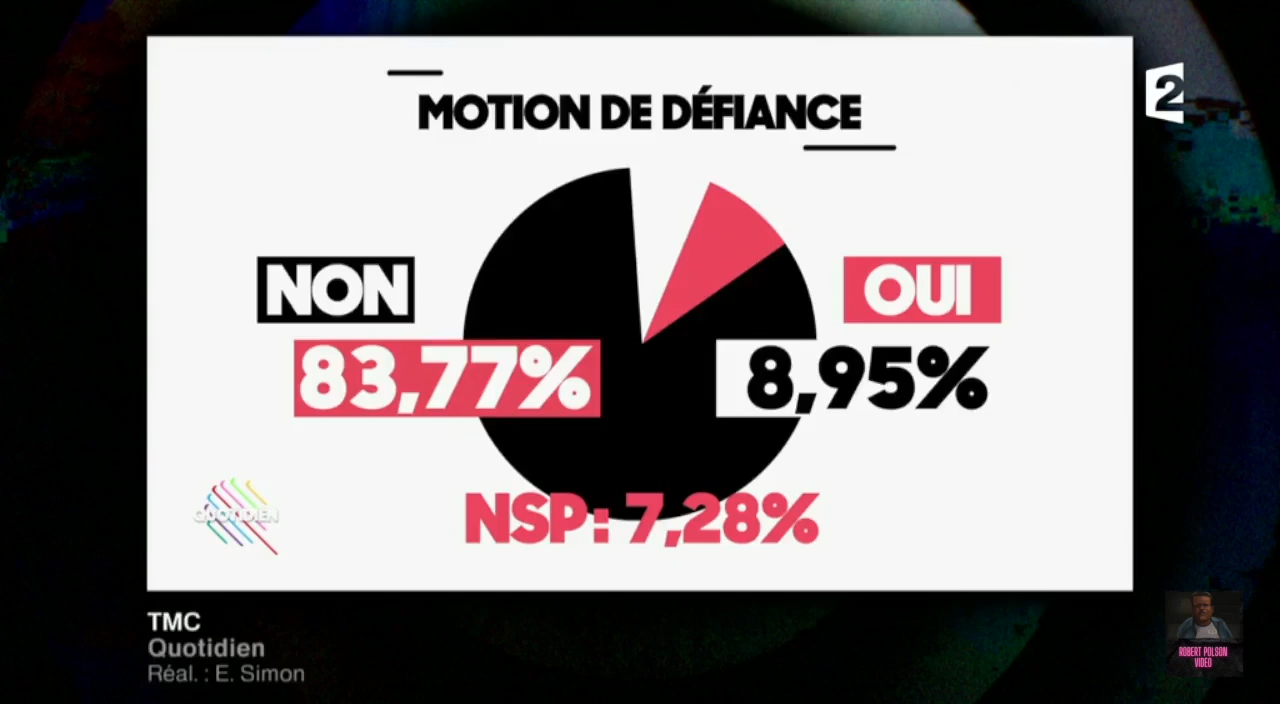 MOTION DE DÉFIANCE
2
NON
OUI
83,77%
8,95%
NSP: 7,28%
QUOTIDIEN
TMC
Quotidien
Réal. : E. Simon
ROBERT POLSON
VIDEO